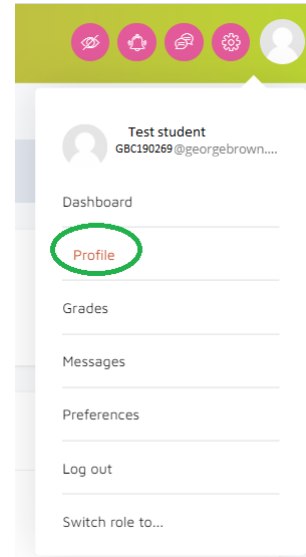 Test student
GBC190269@georgebrown....
Dashboard
Profile
Grades
Messages
Preferences
Log out
Switch role to...